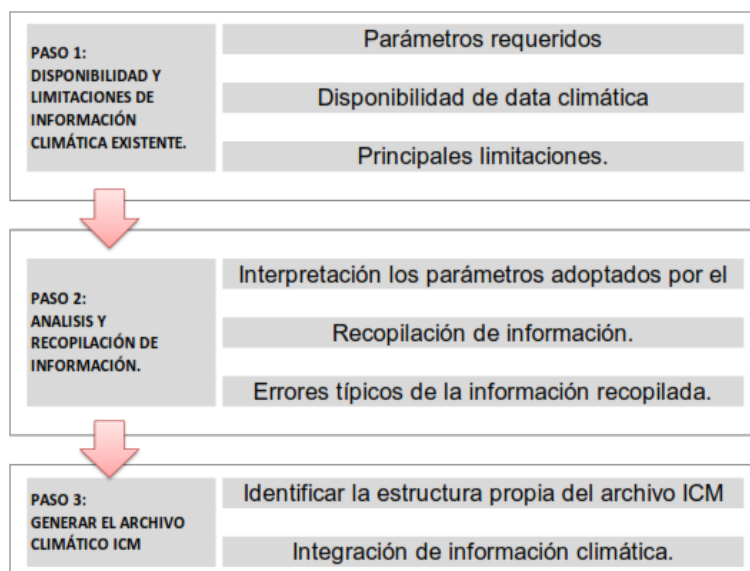 PASO 1:
DISPONIBILIDAD Y
LIMITACIONES DE
INFORMACIÓN
CLIMÁTICA EXISTENTE.
Parámetros requeridos
Disponibilidad de data climática
Principales limitaciones.
PASO 2:
ANALISIS Y
RECOPILACIÓN DE
INFORMACIÓN.
Interpretación los parámetros adoptados por el
Recopilación de información.
Errores típicos de la información recopilada.
PASO 3:
GENERAR EL ARCHIVO
CLIMÁTICO ICM
Identificar la estructura propia del archivo ICM
Integración de información climática.